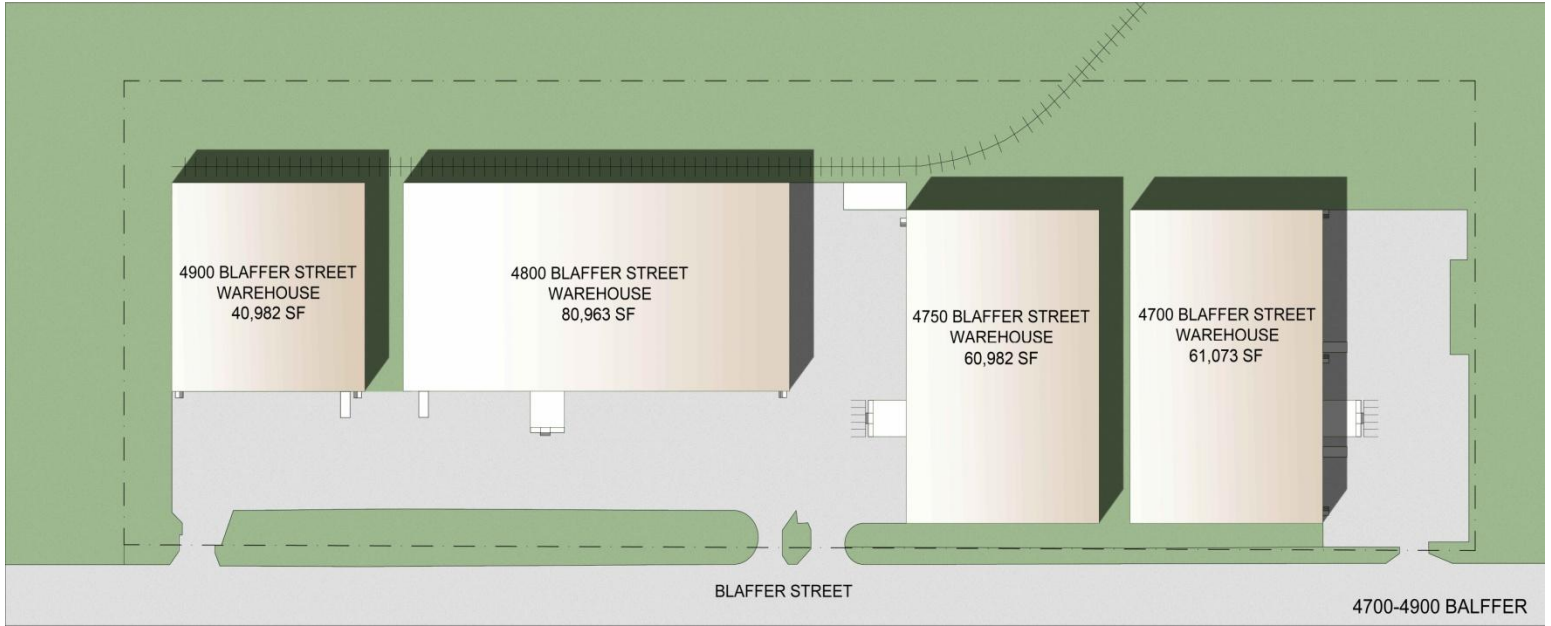 4900 BLAFFER STREET
WAREHOUSE
40,982 SF
4800 BLAFFER STREET
WAREHOUSE
80,963 SF
4750 BLAFFER STREET
WAREHOUSE
60,982 SF
4700 BLAFFER STREET
WAREHOUSE
61,073 SF
BLAFFER STREET
4700-4900 BALFFER